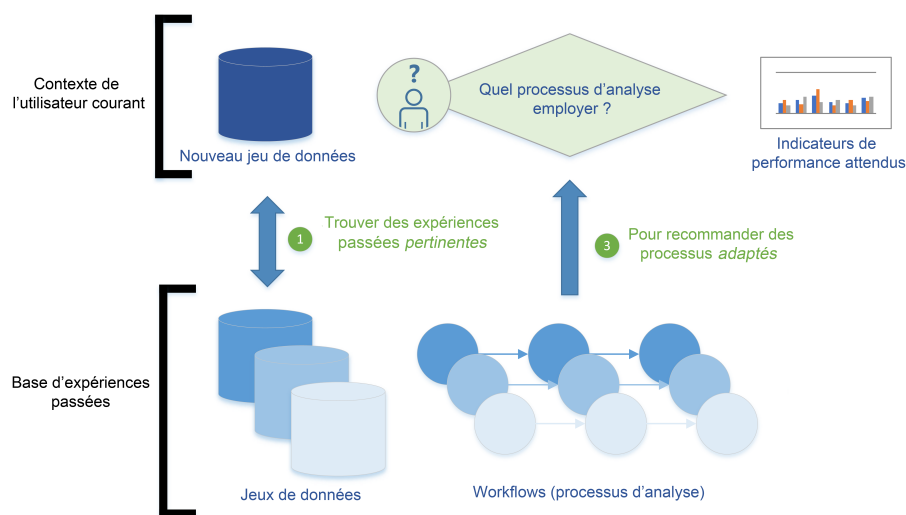 Contexte de
l'utilisateur courant
Nouveau jeu de données
?
Quel processus d'analyse
employer ?
Indicateurs de
performance attendus
1
Trouver des expériences
passées pertinentes
3
Pour recommander des
processus adaptés
Base d'expériences
passées
Jeux de données
Workflows (processus d'analyse)